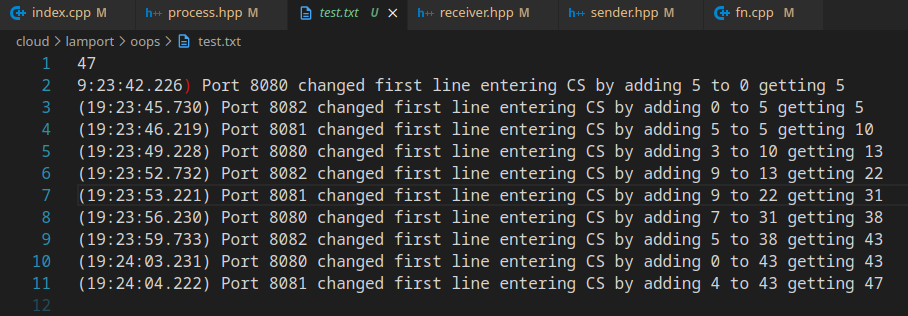 index.cpp M process.hpp M test.txt U receiver.hpp M sender.hpp M fn.cpp M
cloud > lamport > oops > test.txt
1 47
2 9:23:42.226) Port 8080 changed first line entering CS by adding 5 to 0 getting 5
3 (19:23:45.730) Port 8082 changed first line entering CS by adding 0 to 5 getting 5
4 (19:23:46.219) Port 8081 changed first line entering CS by adding 5 to 5 getting 10
5 (19:23:49.228) Port 8080 changed first line entering CS by adding 3 to 10 getting 13
6 (19:23:52.732) Port 8082 changed first line entering CS by adding 9 to 13 getting 22
7 (19:23:53.221) Port 8081 changed first line entering CS by adding 9 to 22 getting 31
8 (19:23:56.230) Port 8080 changed first line entering CS by adding 7 to 31 getting 38
9 (19:23:59.733) Port 8082 changed first line entering CS by adding 5 to 38 getting 43
10 (19:24:03.231) Port 8080 changed first line entering CS by adding 0 to 43 getting 43
11 (19:24:04.222) Port 8081 changed first line entering CS by adding 4 to 43 getting 47
12